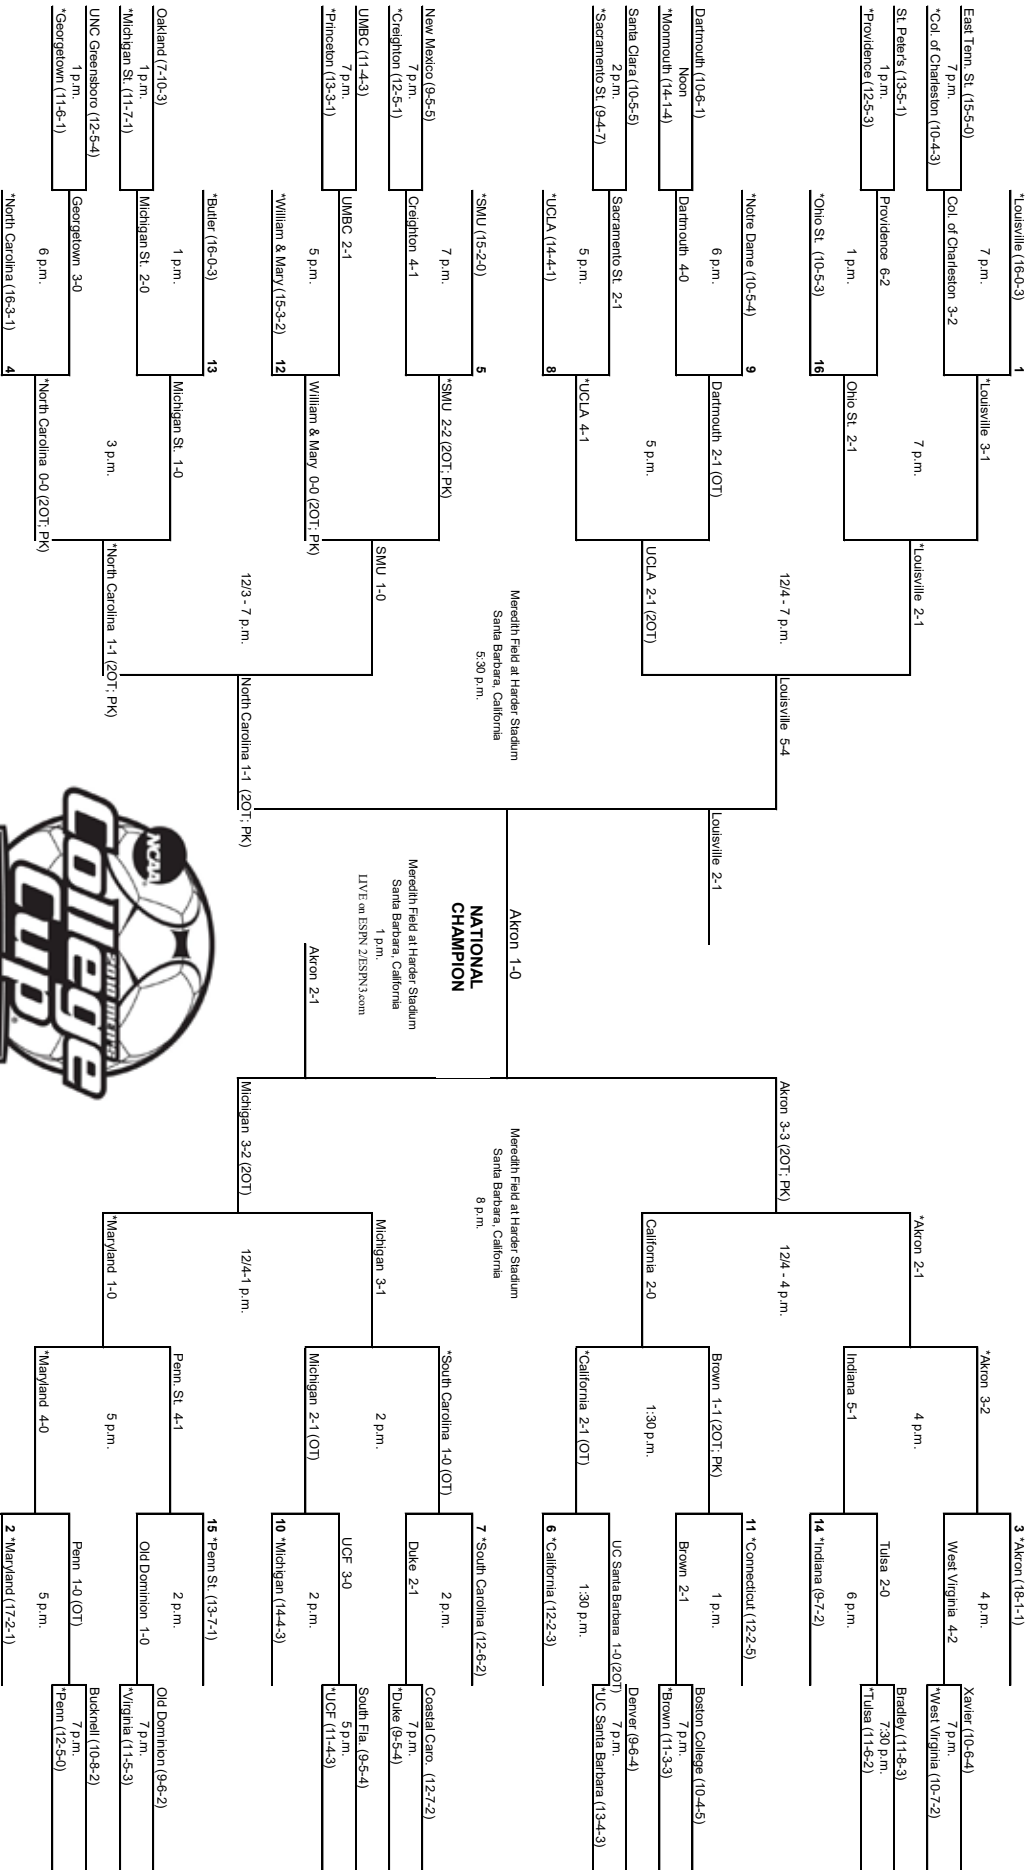 *Louisville (16-0-3)
7 p.m.
1
East Tenn. St. (15-5-0)
7 p.m.
*Col. of Charleston (10-4-3)
Col. of Charleston 3-2
*Louisville 3-1
7 p.m.
St. Peter's (13-5-1)
1 p.m.
*Providence (12-5-3)
Providence 6-2
1 p.m.
*Ohio St. (10-5-3)
16
Ohio St. 2-1
*Louisville 2-1
12/4 - 7 p.m.
*Notre Dame (10-5-4)
6 p.m.
9
Dartmouth (10-6-1)
Noon
*Monmouth (14-1-4)
Dartmouth 4-0
Dartmouth 2-1 (OT)
5 p.m.
Santa Clara (10-5-5)
2 p.m.
*Sacramento St. (9-4-7)
Sacramento St. 2-1
5 p.m.
*UCLA (14-4-1)
8
*UCLA 4-1
UCLA 2-1 (2OT)
Louisville 5-4
Meredith Field at Harder Stadium
Santa Barbara, California
5:30 p.m.
*SMU (15-2-0)
7 p.m.
5
New Mexico (9-5-5)
7 p.m.
*Creighton (12-5-1)
Creighton 4-1
*SMU 2-2 (2OT; PK)
UMBC (11-4-3)
7 p.m.
*Princeton (13-3-1)
UMBC 2-1
5 p.m.
*William & Mary (15-3-2)
12
William & Mary 0-0 (2OT; PK)
SMU 1-0
12/3 - 7 p.m.
*Butler (16-0-3)
1 p.m.
13
Oakland (7-10-3)
1 p.m.
*Michigan St. (11-7-1)
Michigan St. 2-0
Michigan St. 1-0
3 p.m.
UNC Greensboro (12-5-4)
1 p.m.
*Georgetown (11-6-1)
Georgetown 3-0
6 p.m.
*North Carolina (16-3-1)
4
*North Carolina 0-0 (2OT; PK)
*North Carolina 1-1 (2OT; PK)
North Carolina 1-1 (2OT; PK)
Louisville 2-1
Akron 1-0
NATIONAL
CHAMPION
Meredith Field at Harder Stadium
Santa Barbara, California
1 p.m.
LIVE on ESPN 2/ESPN3.com
Akron 2-1
NCAA
2010 MEN'S
College
Cup
Akron 3-3 (2OT; PK)
Meredith Field at Harder Stadium
Santa Barbara, California
8 p.m.
Michigan 3-2 (2OT)
*Akron 2-1
12/4 - 4 p.m.
California 2-0
Michigan 3-1
12/4-1 p.m.
*Maryland 1-0
*Akron 3-2
4 p.m.
Indiana 5-1
Brown 1-1 (2OT; PK)
1:30 p.m.
*California 2-1 (OT)
*South Carolina 1-0 (OT)
2 p.m.
Michigan 2-1 (OT)
Penn. St. 4-1
5 p.m.
*Maryland 4-0
3 *Akron (18-1-1)
4 p.m.
West Virginia 4-2
Xavier (10-6-4)
7 p.m.
*West Virginia (10-7-2)
Tulsa 2-0
6 p.m.
14 *Indiana (9-7-2)
Bradley (11-8-3)
7:30 p.m.
*Tulsa (11-6-2)
11 *Connecticut (12-2-5)
1 p.m.
Brown 2-1
Boston College (10-4-5)
7 p.m.
*Brown (11-3-3)
UC Santa Barbara 1-0 (2OT)
1:30 p.m.
6 *California (12-2-3)
Denver (9-6-4)
7 p.m.
*UC Santa Barbara (13-4-3)
7 *South Carolina (12-6-2)
2 p.m.
Duke 2-1
Coastal Caro. (12-7-2)
7 p.m.
*Duke (9-5-4)
UCF 3-0
2 p.m.
10 *Michigan (14-4-3)
South Fla. (9-5-4)
5 p.m.
*UCF (11-4-3)
15 *Penn St. (13-7-1)
2 p.m.
Old Dominion 1-0
Old Dominion (9-6-2)
7 p.m.
*Virginia (11-5-3)
Penn 1-0 (OT)
5 p.m.
2 *Maryland (17-2-1)
Bucknell (10-8-2)
7 p.m.
*Penn (12-5-0)